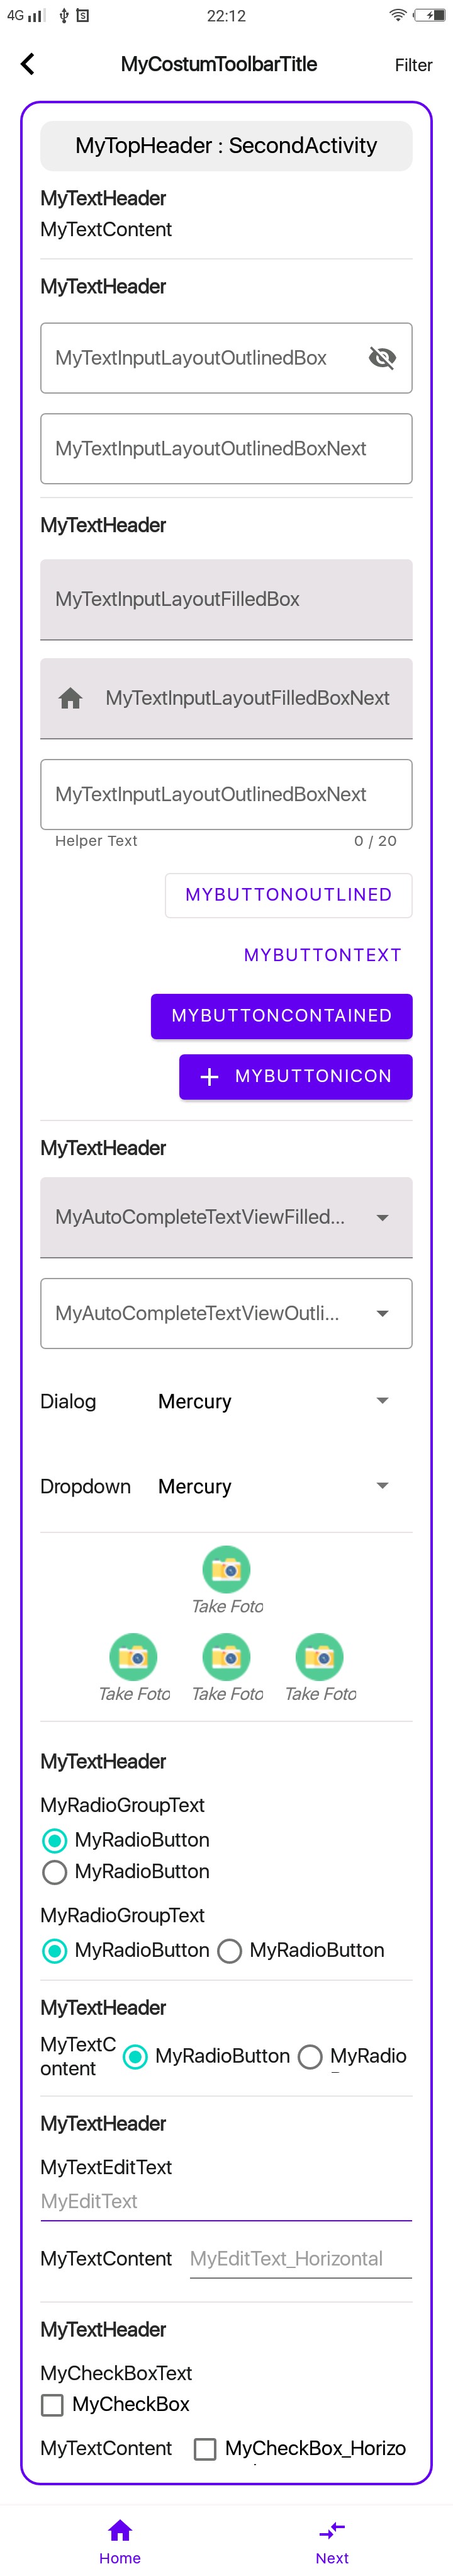 4G 22:12
MyCostumToolbarTitle Filter
MyTopHeader : SecondActivity
MyTextHeader
MyTextContent
MyTextHeader
MyTextInputLayoutOutlinedBox
MyTextInputLayoutOutlinedBoxNext
MyTextHeader
MyTextInputLayoutFilledBox
MyTextInputLayoutFilledBoxNext
MyTextInputLayoutOutlinedBoxNext
Helper Text 0 / 20
MYBUTTONOUTLINED
MYBUTTONTEXT
MYBUTTONCONTAINED
MYBUTTONICON
MyTextHeader
MyAutoCompleteTextViewFilled...
MyAutoCompleteTextViewOutli...
Dialog Mercury
Dropdown Mercury
Take Foto
Take Foto Take Foto Take Foto
MyTextHeader
MyRadioGroupText
MyRadioButton
MyRadioButton
MyRadioGroupText
MyRadioButton MyRadioButton
MyTextHeader
MyTextC
ontent MyRadioButton MyRadio
MyTextHeader
MyTextEditText
MyEditText
MyTextContent MyEditText_Horizontal
MyTextHeader
MyCheckBoxText
MyCheckBox
MyTextContent MyCheckBox_Horizo
Home Next